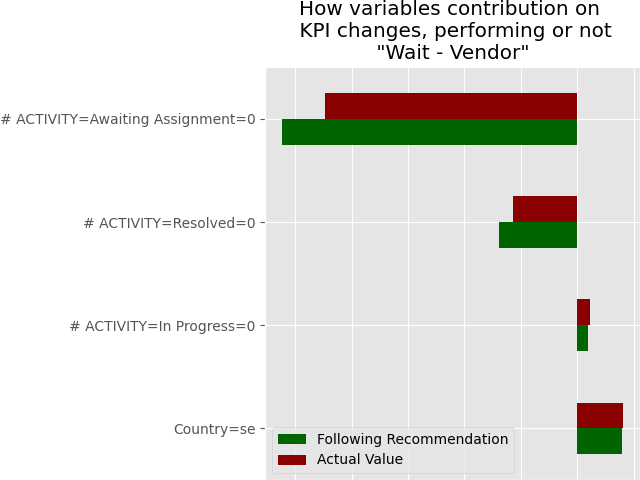 How variables contribution on
KPI changes, performing or not
"Wait - Vendor"
# ACTIVITY=Awaiting Assignment=0
# ACTIVITY=Resolved=0
# ACTIVITY=In Progress=0
Country=se
Following Recommendation
Actual Value